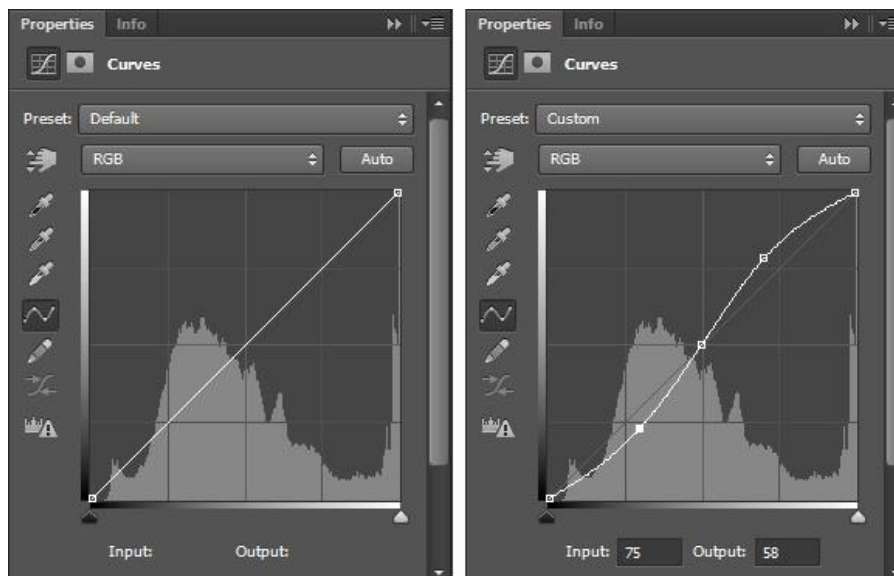 Properties Info
Curves
Preset: Default
RGB Auto
Input: Output:
Properties Info
Curves
Preset: Custom
RGB Auto
Input: 75 Output: 58